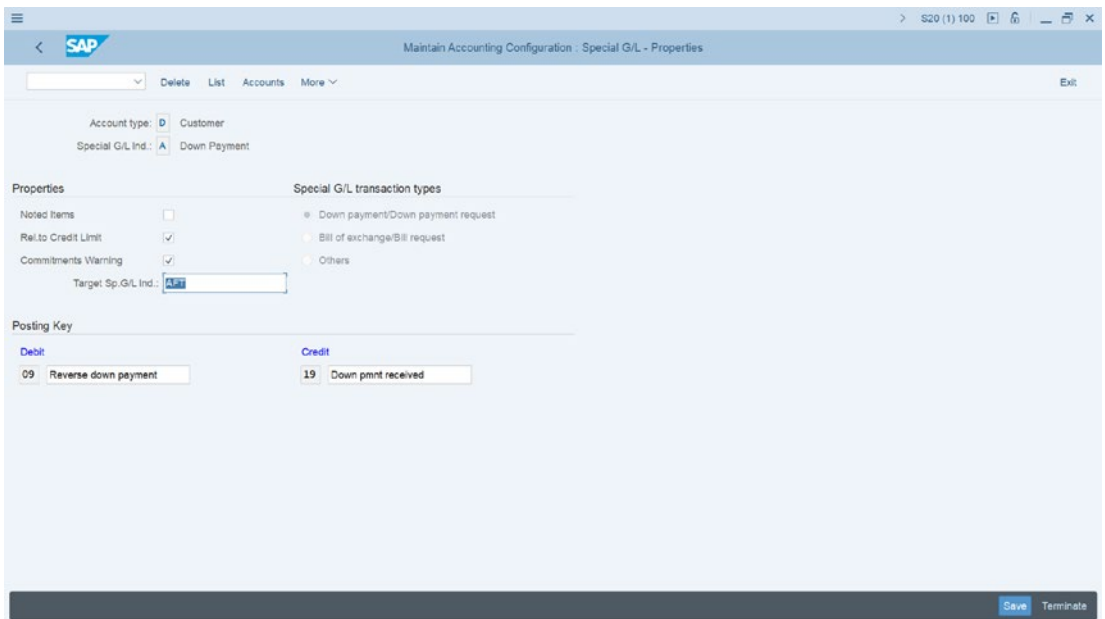 S20 (1) 100
SAP
Maintain Accounting Configuration : Special G/L - Properties
Delete List Accounts More Exit
Account type: D Customer
Special G/L Ind.: A Down Payment
Properties Special G/L transaction types
Noted Items Down payment/Down payment request
Rel.to Credit Limit Bill of exchange/Bill request
Commitments Warning Others
Target Sp.G/L Ind.: AFT
Posting Key
Debit Credit
09 Reverse down payment 19 Down pmnt received
Save Terminate